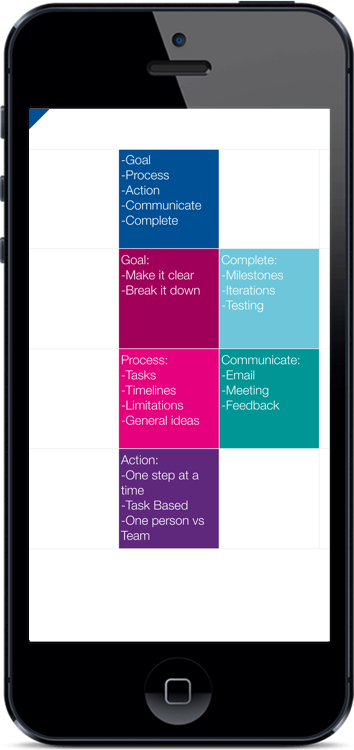 -Goal
-Process
-Action
-Communicate
-Complete
Goal:
-Make it clear
-Break it down
Complete:
-Milestones
-Iterations
-Testing
Process:
-Tasks
-Timelines
-Limitations
-General ideas
Communicate:
-Email
-Meeting
-Feedback
Action:
-One step at a
time
-Task Based
-One person vs
Team